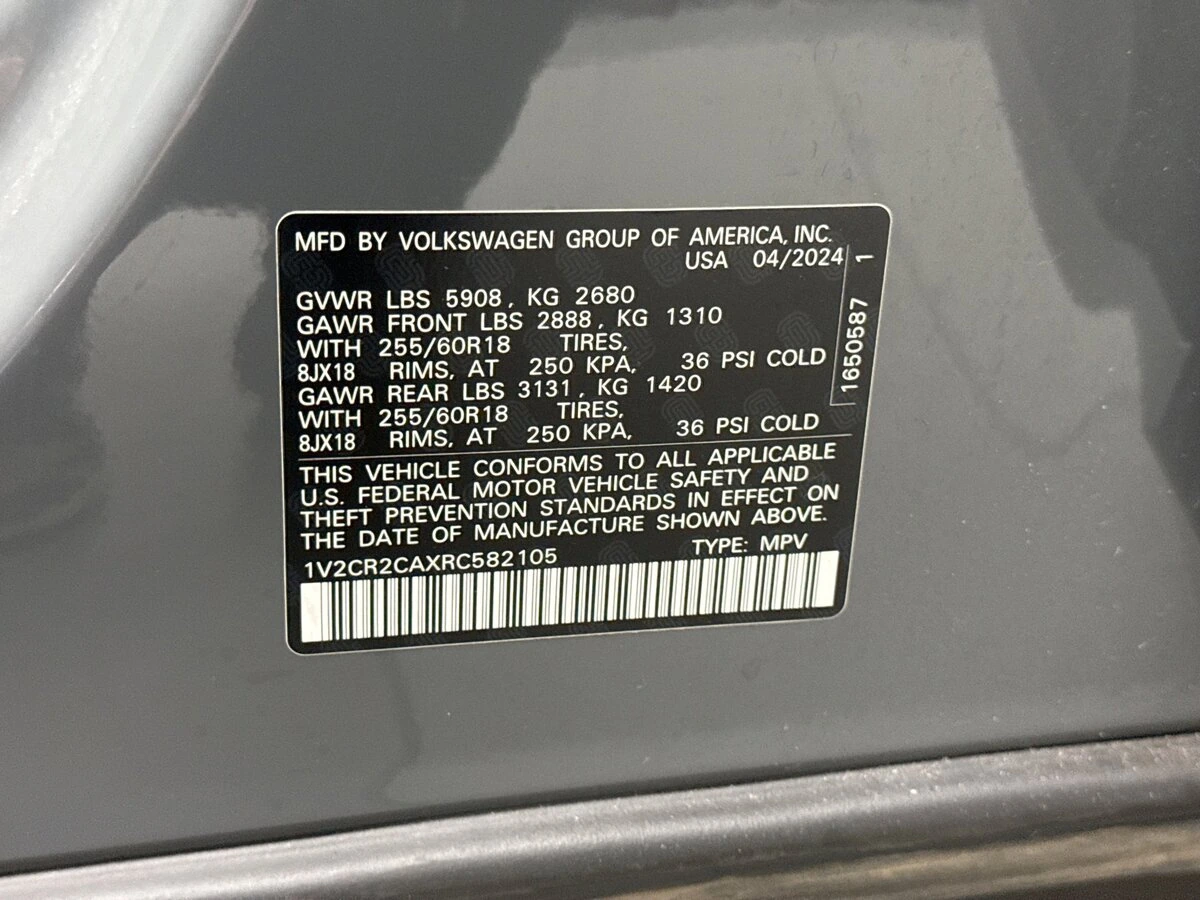 MFD BY VOLKSWAGEN GROUP OF AMERICA, INC.
USA 04/2024
GVWR LBS 5908, KG 2680
GAWR FRONT LBS 2888, KG 1310
WITH 255/60R18 TIRES,
8JX18 RIMS, AT 250 KPA, 36 PSI COLD
GAWR REAR LBS 3131, KG 1420
WITH 255/60R18 TIRES,
8JX18 RIMS, AT 250 KPA, 36 PSI COLD
THIS VEHICLE CONFORMS TO ALL APPLICABLE
U.S. FEDERAL MOTOR VEHICLE SAFETY AND
THEFT PREVENTION STANDARDS IN EFFECT ON
THE DATE OF MANUFACTURE SHOWN ABOVE.
1V2CR2CAXRC582105 TYPE: MPV
1650587 1